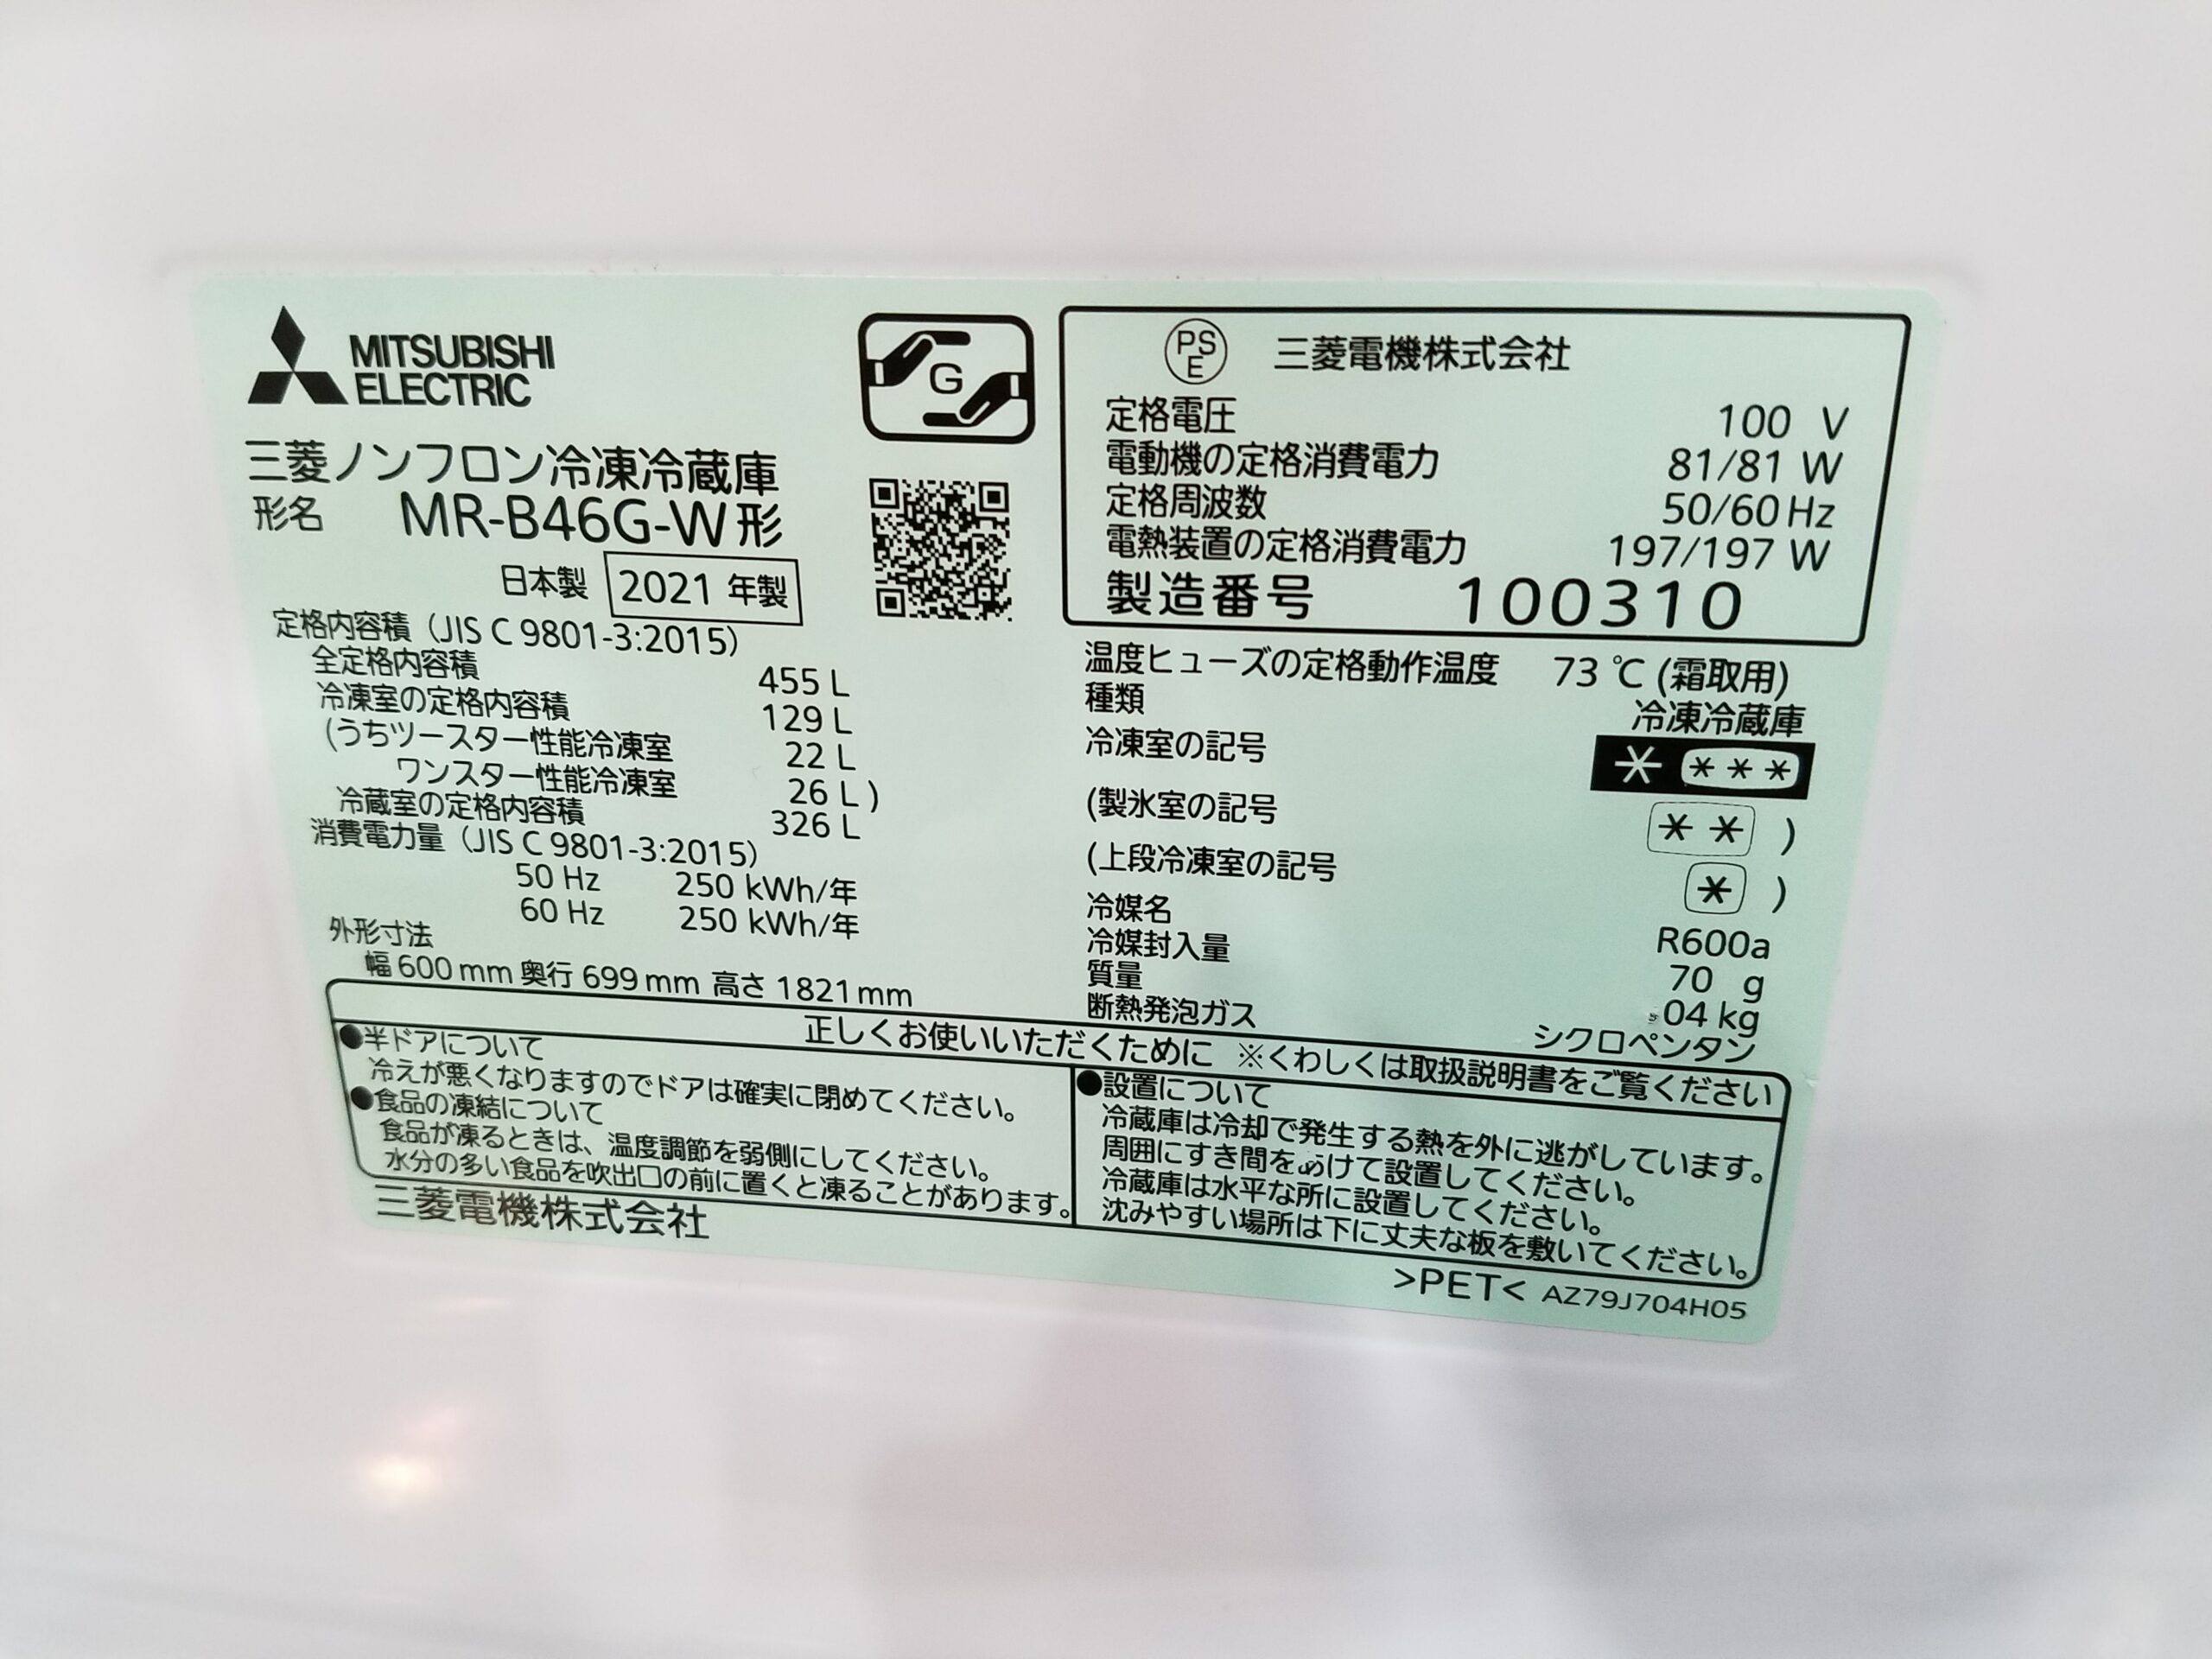 MITSUBISHI
ELECTRIC
G
三菱ノンフロン冷凍冷蔵庫
形名 MR-B46G-W形
日本製 2021 年製
定格内容積（JIS C 9801-3:2015）
全定格内容積 455 L
冷凍室の定格内容積 129 L
(うちツースター性能冷凍室 22 L
ワンスター性能冷凍室 26 L )
冷蔵室の定格内容積 326 L
消費電力量（JIS C 9801-3:2015）
50 Hz 250 kWh/年
60 Hz 250 kWh/年
外形寸法
幅 600 mm 奥行 699 mm 高さ 1821 mm
PS
E
三菱電機株式会社
定格電圧 100 V
電動機の定格消費電力 81/81 W
定格周波数 50/60 Hz
電熱装置の定格消費電力 197/197 W
製造番号 100310
温度ヒューズの定格動作温度 73 ℃ (霜取用)
種類 冷凍冷蔵庫
冷凍室の記号 * ***
(製氷室の記号 ** )
(上段冷凍室の記号 * )
冷媒名 R600a
冷媒封入量 70 g
質量 04 kg
断熱発泡ガス シクロペンタン
正しくお使いいただくために ※くわしくは取扱説明書をご覧ください
●半ドアについて
冷えが悪くなりますのでドアは確実に閉めてください。
●食品の凍結について
食品が凍るときは、温度調節を弱側にしてください。
水分の多い食品を吹出口の前に置くと凍ることがあります。
●設置について
冷蔵庫は冷却で発生する熱を外に逃がしています。
周囲にすき間をあけて設置してください。
冷蔵庫は水平な所に設置してください。
沈みやすい場所は下に丈夫な板を敷いてください。
三菱電機株式会社
>PET< AZ79J704H05